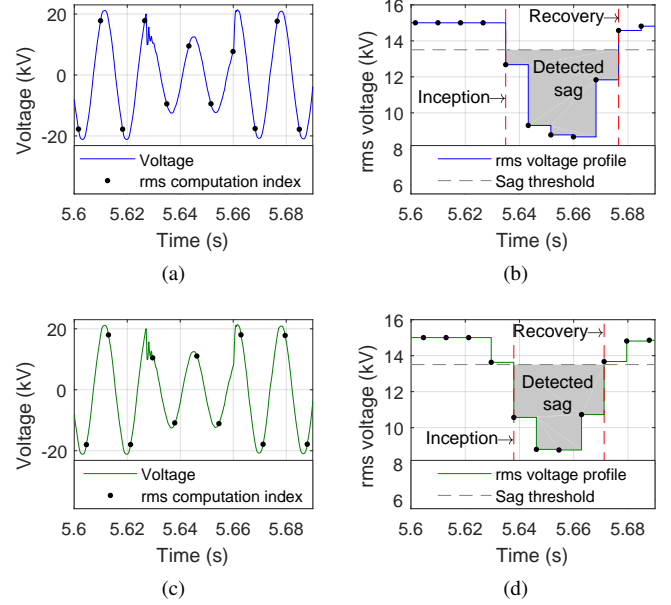 20
0
-20
Voltage (kV)
Voltage
rms computation index
5.6 5.62 5.64 5.66 5.68
Time (s)
(a)
16
14
12
10
8
6
4
rms voltage (kV)
Recovery
Detected
sag
Inception
rms voltage profile
Sag threshold
5.6 5.62 5.64 5.66 5.68
Time (s)
(b)
20
0
-20
Voltage (kV)
Voltage
rms computation index
5.6 5.62 5.64 5.66 5.68
Time (s)
(c)
16
14
12
10
8
6
rms voltage (kV)
Recovery
Detected
sag
Inception
rms voltage profile
Sag threshold
5.6 5.62 5.64 5.66 5.68
Time (s)
(d)